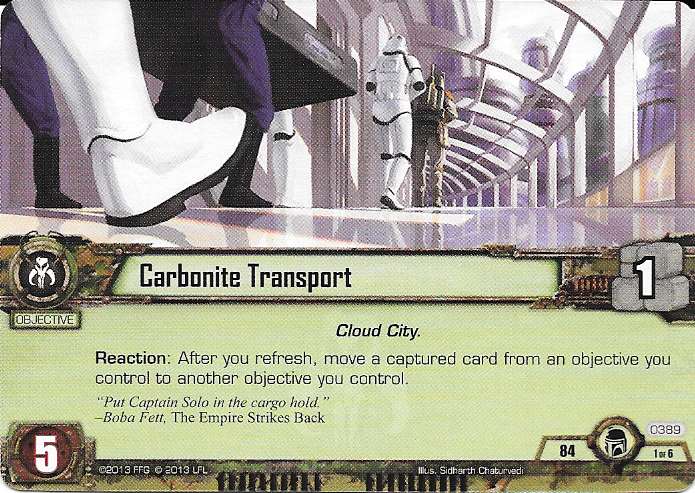 Carbonite Transport
1
OBJECTIVE
Cloud City.
Reaction: After you refresh, move a captured card from an objective you
control to another objective you control.
“Put Captain Solo in the cargo hold.”
–Boba Fett, The Empire Strikes Back
5
84
0389
1 OF 6
©2013 FFG © 2013 LFL
Illus. Sidharth Chaturvedi